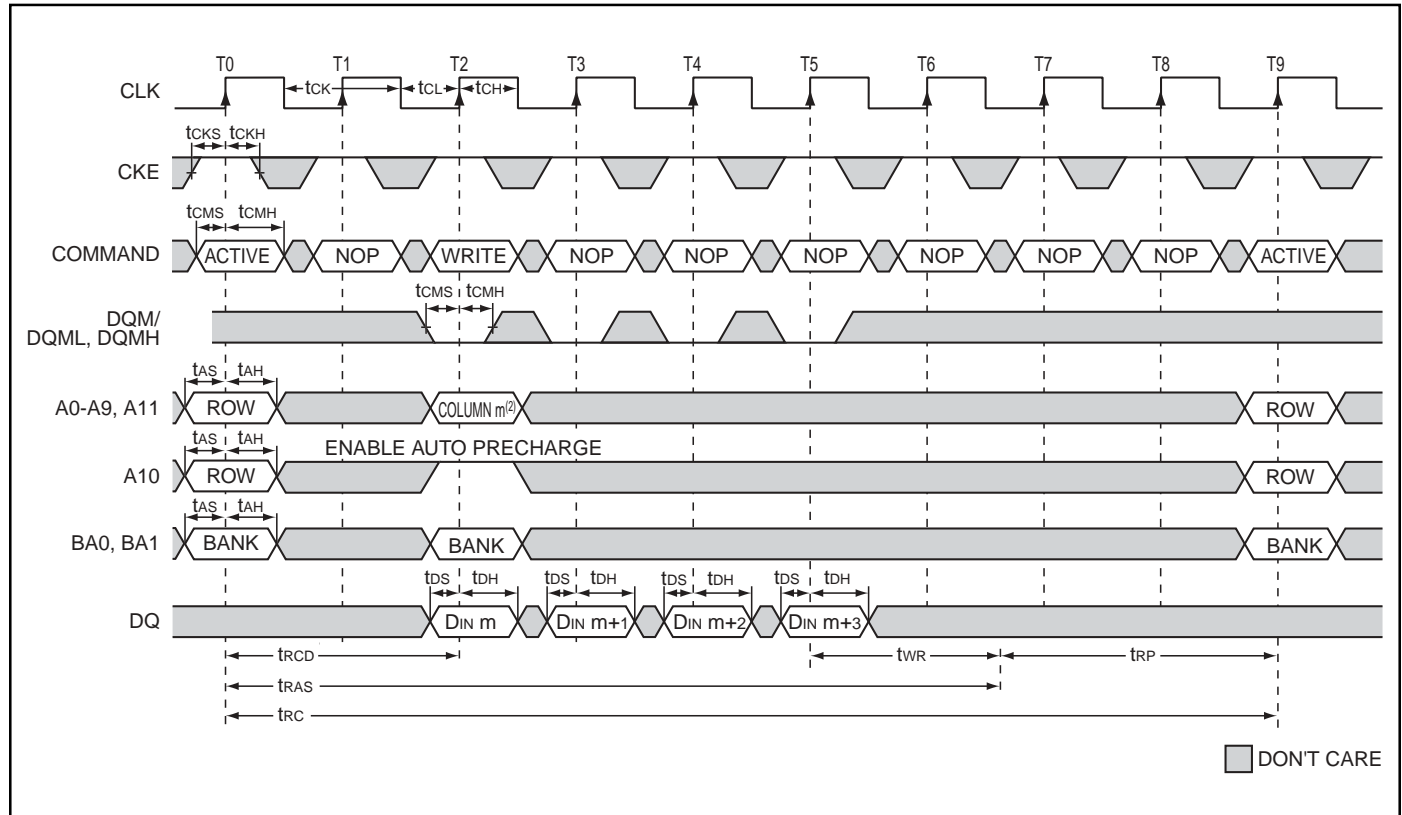 T0 T1 T2 T3 T4 T5 T6 T7 T8 T9
CLK
tCK tCL tCH
tCKS tCKH
CKE
tCMS tCMH
COMMAND ACTIVE NOP WRITE NOP NOP NOP NOP NOP NOP ACTIVE
tCMS tCMH
DQM/
DQML, DQMH
tAS tAH
A0-A9, A11 ROW COLUMN m(2) ROW
tAS tAH ENABLE AUTO PRECHARGE
A10 ROW ROW
tAS tAH
BA0, BA1 BANK BANK BANK
tDS tDH tDS tDH tDS tDH tDS tDH
DQ DIN m DIN m+1 DIN m+2 DIN m+3
tRCD tWR tRP
tRAS
tRC
DON'T CARE